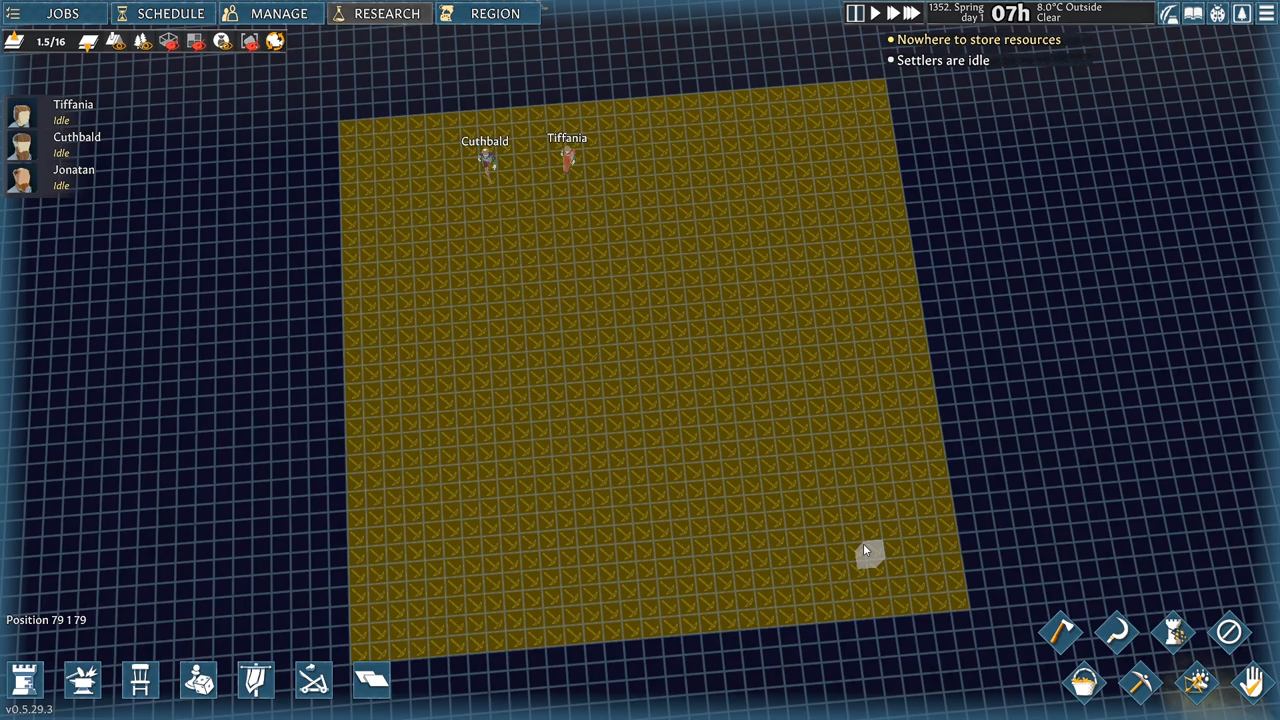 JOBS
SCHEDULE
MANAGE
RESEARCH
REGION
1352. Spring
day 1
07h
8.0°C Outside
Clear
1.5/16
Nowhere to store resources
Settlers are idle
Tiffania
Idle
Cuthbald
Idle
Jonatan
Idle
Cuthbald
Tiffania
Position 79 1 79
v0.5.29.3